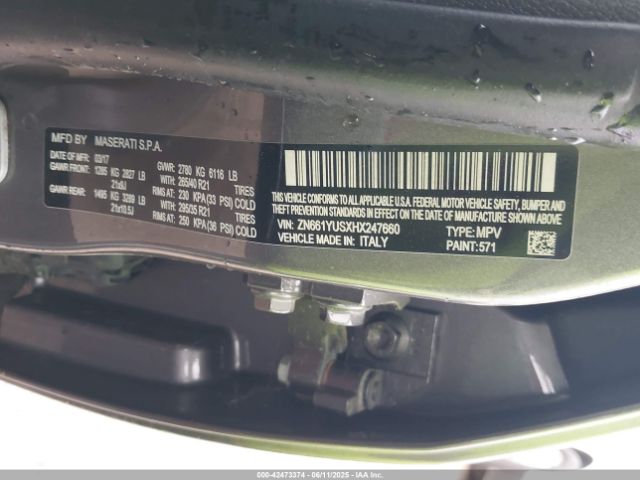 MFD BY MASERATI S.P.A.
DATE OF MFR: 03/17 GVWR: 2780 KG 6116 LB
GAWR FRONT: 1285 KG 2827 LB WITH: 265/40 R21 TIRES
21x9J RIMS AT: 230 KPA (33 PSI) COLD
GAWR REAR: 1495 KG 3289 LB WITH: 295/35 R21 TIRES
21x10.5J RIMS AT: 250 KPA (36 PSI) COLD
THIS VEHICLE CONFORMS TO ALL APPLICABLE U.S. FEDERAL MOTOR VEHICLE SAFETY, BUMPER AND
THEFT PREVENTION STANDARDS IN EFFECT ON THE DATE OF MANUFACTURE SHOWN ABOVE
VIN: ZN661YUSXHX247660 TYPE: MPV
VEHICLE MADE IN: ITALY PAINT: 571
000-42473374 - 06/11/2025 - IAAI.COM